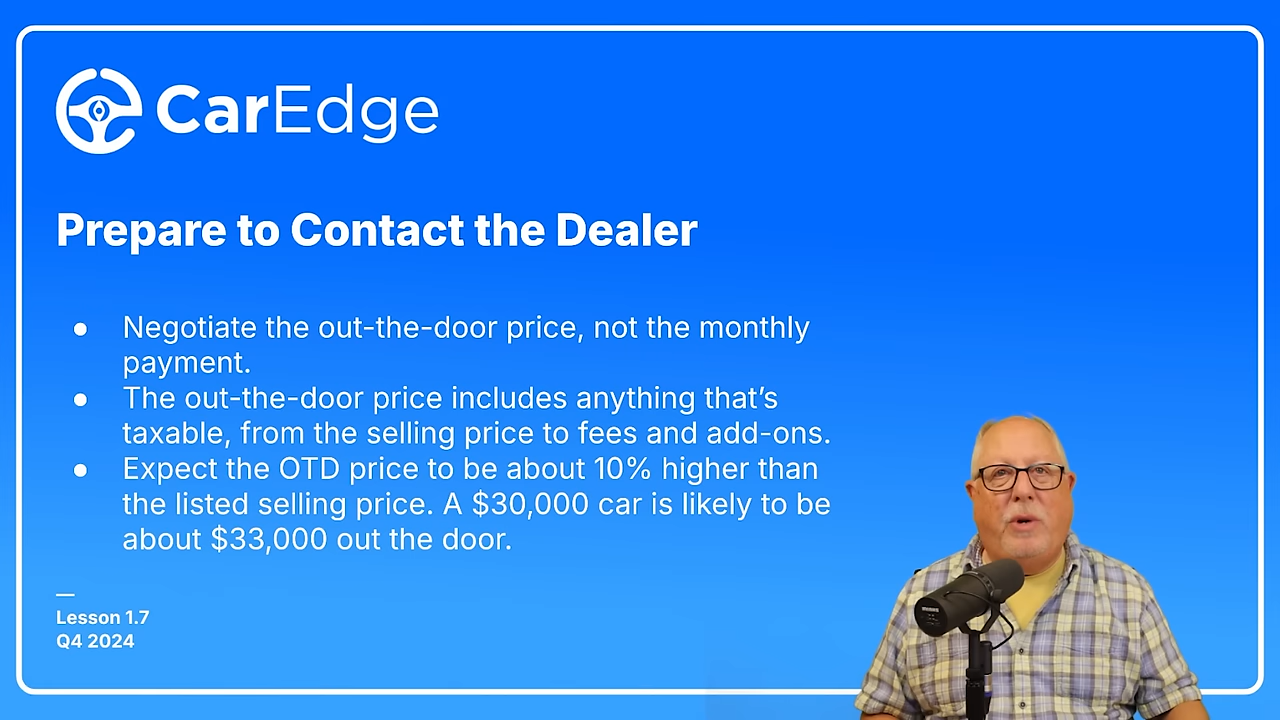 CarEdge
Prepare to Contact the Dealer
● Negotiate the out-the-door price, not the monthly
payment.
● The out-the-door price includes anything that’s
taxable, from the selling price to fees and add-ons.
● Expect the OTD price to be about 10% higher than
the listed selling price. A $30,000 car is likely to be
about $33,000 out the door.
—
Lesson 1.7
Q4 2024